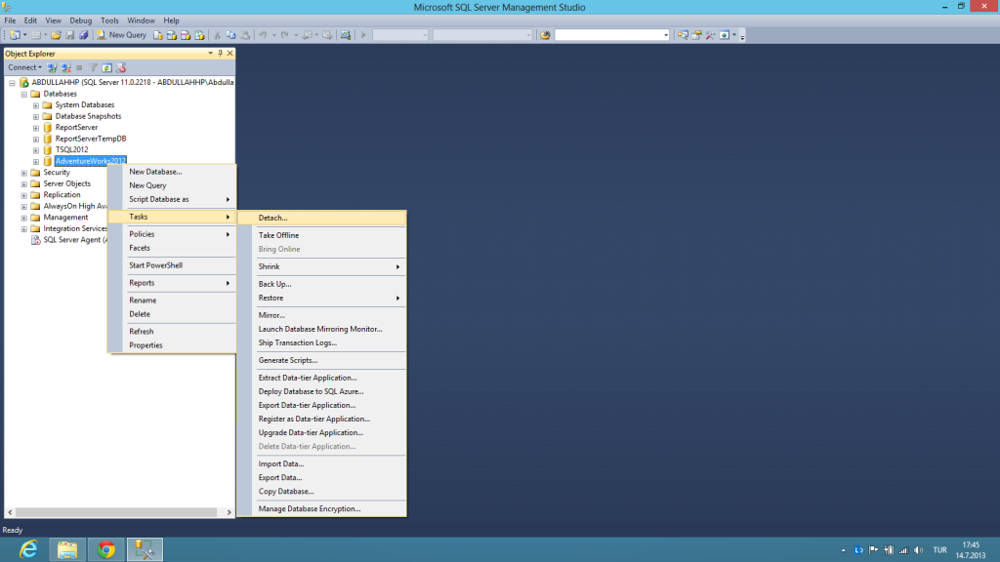 Microsoft SQL Server Management Studio
File Edit View Debug Tools Window Help
New Query
Object Explorer
Connect
ABDULLAHHP (SQL Server 11.0.2218 - ABDULLAHHP\Abdulla
Databases
System Databases
Database Snapshots
ReportServer
ReportServerTempDB
TSQL2012
AdventureWorks2012
Security
Server Objects
Replication
AlwaysOn High Ava
Management
Integration Services
SQL Server Agent (A
New Database...
New Query
Script Database as
Tasks
Policies
Facets
Start PowerShell
Reports
Rename
Delete
Refresh
Properties
Detach...
Take Offline
Bring Online
Shrink
Back Up...
Restore
Mirror...
Launch Database Mirroring Monitor...
Ship Transaction Logs...
Generate Scripts...
Extract Data-tier Application...
Deploy Database to SQL Azure...
Export Data-tier Application...
Register as Data-tier Application...
Upgrade Data-tier Application...
Delete Data-tier Application...
Import Data...
Export Data...
Copy Database...
Manage Database Encryption...
Ready
TUR
17:45
14.7.2013